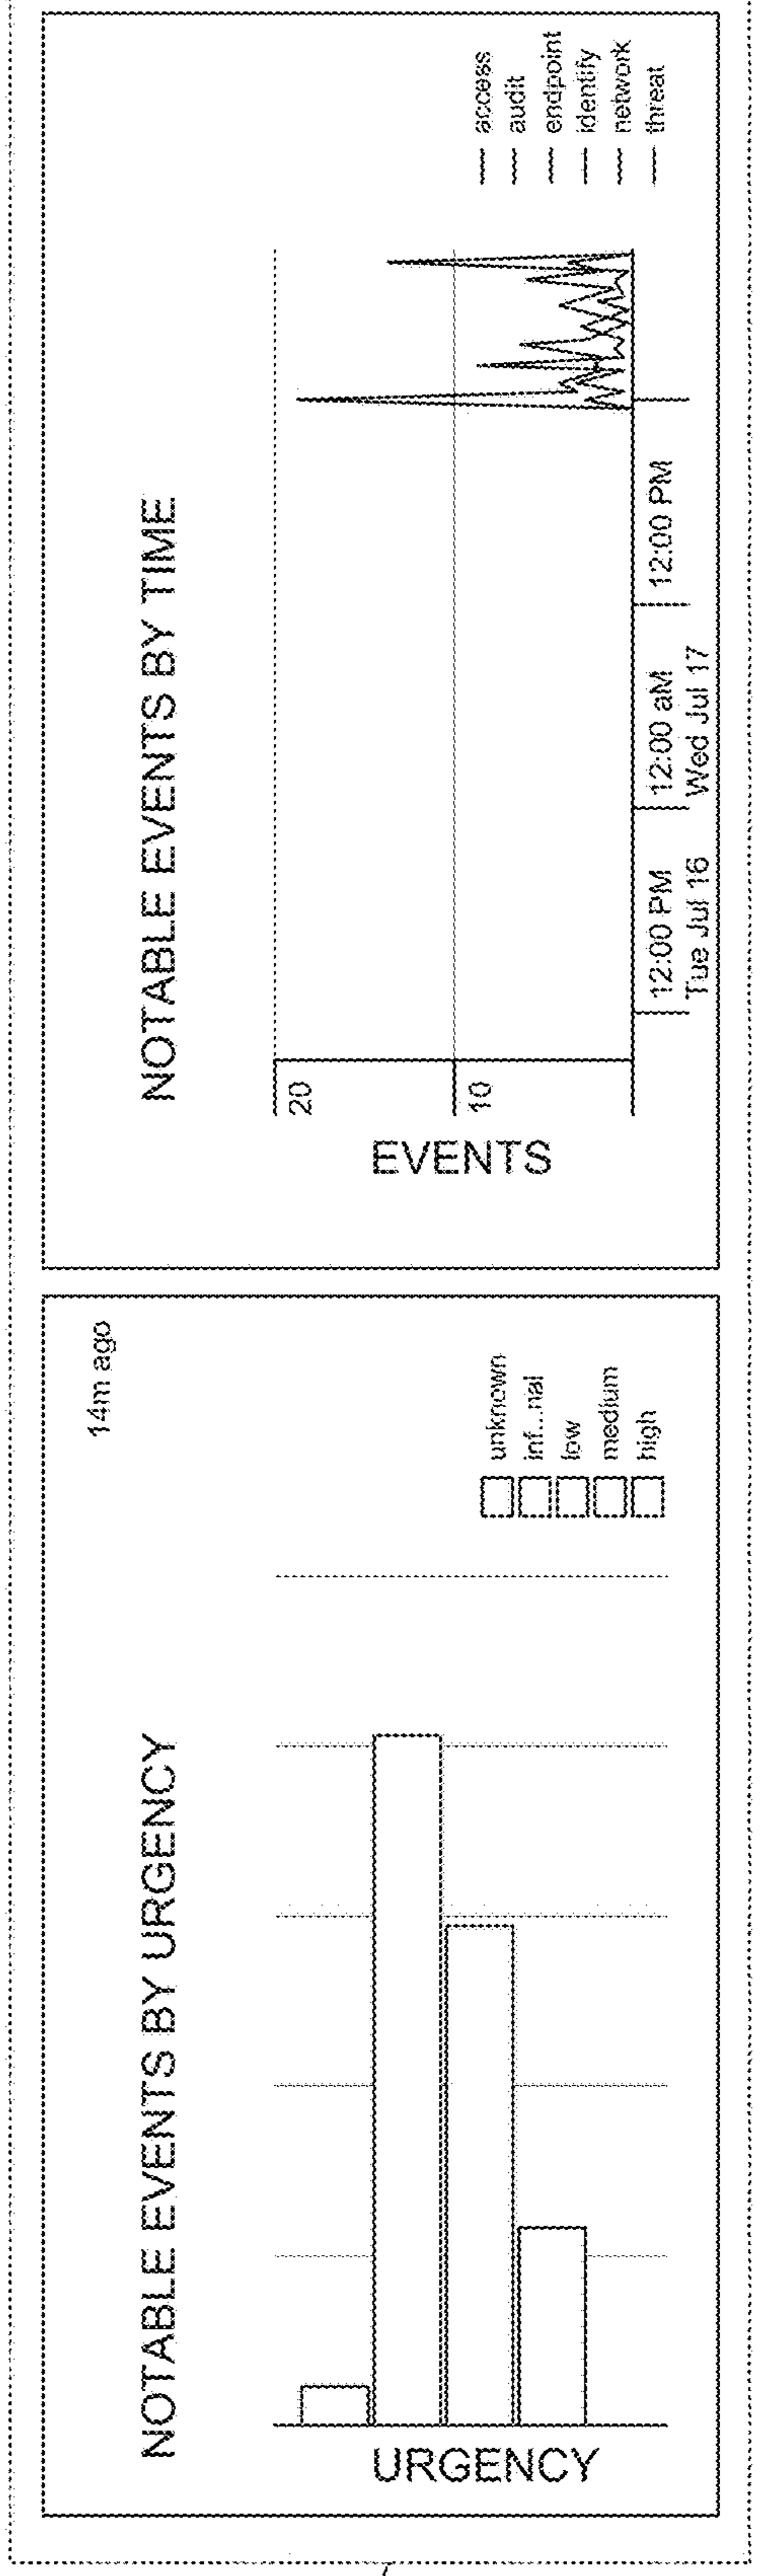 NOTABLE EVENTS BY URGENCY
14m ago
URGENCY
unknown
inf...nal
low
medium
high
NOTABLE EVENTS BY TIME
EVENTS
20
10
12:00 PM
Tue Jul 16
12:00 aM
Wed Jul 17
12:00 PM
access
audit
endpoint
identify
network
threat